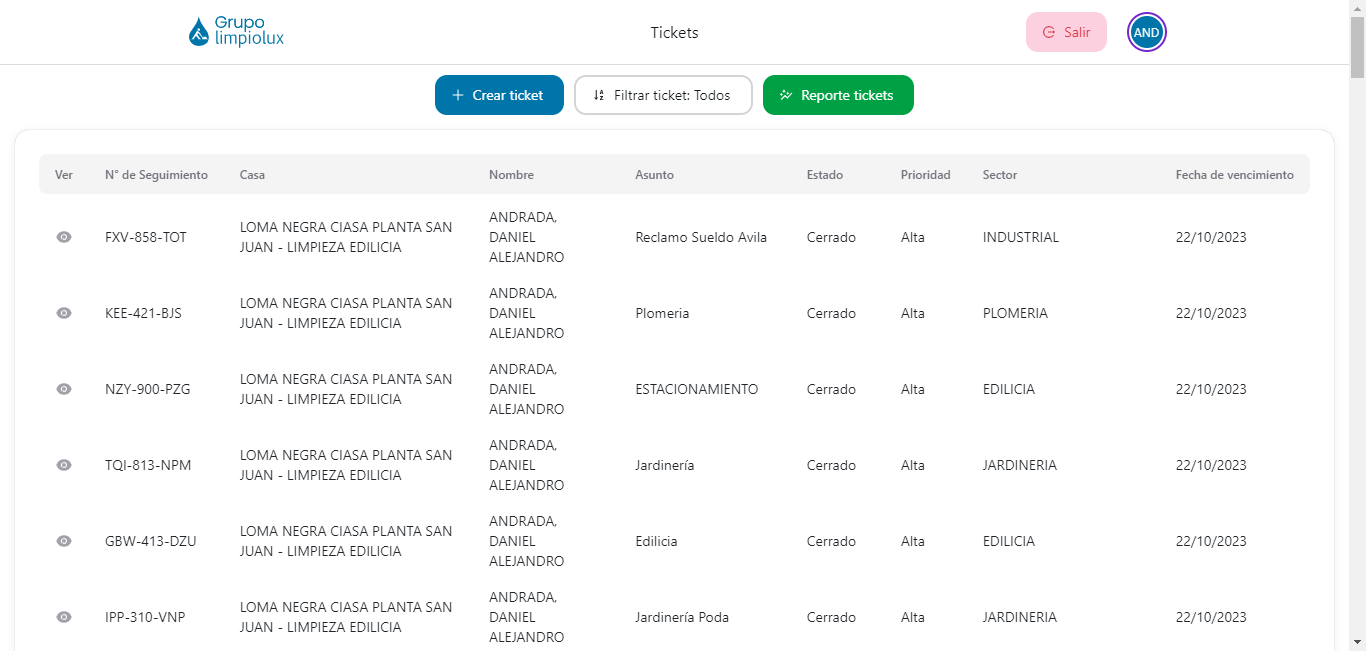 Grupo
limpiolux
Tickets
Salir
AND
Crear ticket
Filtrar ticket: Todos
Reporte tickets
Ver N° de Seguimiento Casa Nombre Asunto Estado Prioridad Sector Fecha de vencimiento
FXV-858-TOT
LOMA NEGRA CIASA PLANTA SAN
JUAN - LIMPIEZA EDILICIA
ANDRADA,
DANIEL
ALEJANDRO
Reclamo Sueldo Avila
Cerrado
Alta
INDUSTRIAL
22/10/2023
KEE-421-BJS
LOMA NEGRA CIASA PLANTA SAN
JUAN - LIMPIEZA EDILICIA
ANDRADA,
DANIEL
ALEJANDRO
Plomeria
Cerrado
Alta
PLOMERIA
22/10/2023
NZY-900-PZG
LOMA NEGRA CIASA PLANTA SAN
JUAN - LIMPIEZA EDILICIA
ANDRADA,
DANIEL
ALEJANDRO
ESTACIONAMIENTO
Cerrado
Alta
EDILICIA
22/10/2023
TQI-813-NPM
LOMA NEGRA CIASA PLANTA SAN
JUAN - LIMPIEZA EDILICIA
ANDRADA,
DANIEL
ALEJANDRO
Jardinería
Cerrado
Alta
JARDINERIA
22/10/2023
GBW-413-DZU
LOMA NEGRA CIASA PLANTA SAN
JUAN - LIMPIEZA EDILICIA
ANDRADA,
DANIEL
ALEJANDRO
Edilicia
Cerrado
Alta
EDILICIA
22/10/2023
IPP-310-VNP
LOMA NEGRA CIASA PLANTA SAN
JUAN - LIMPIEZA EDILICIA
ANDRADA,
DANIEL
ALEJANDRO
Jardinería Poda
Cerrado
Alta
JARDINERIA
22/10/2023